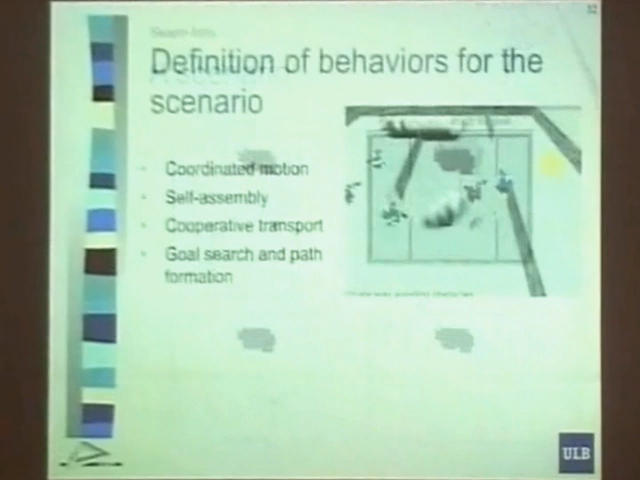 Definition of behaviors for the
scenario
Coordinated motion
Self-assembly
Cooperative transport
Goal search and path
formation
ULB